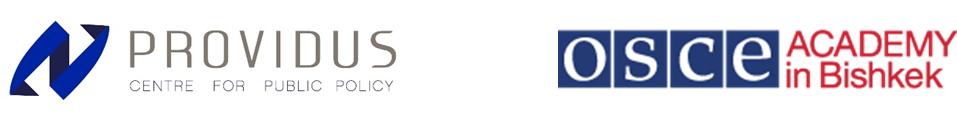 PROVIDUS
CENTRE FOR PUBLIC POLICY
osce ACADEMY
in Bishkek